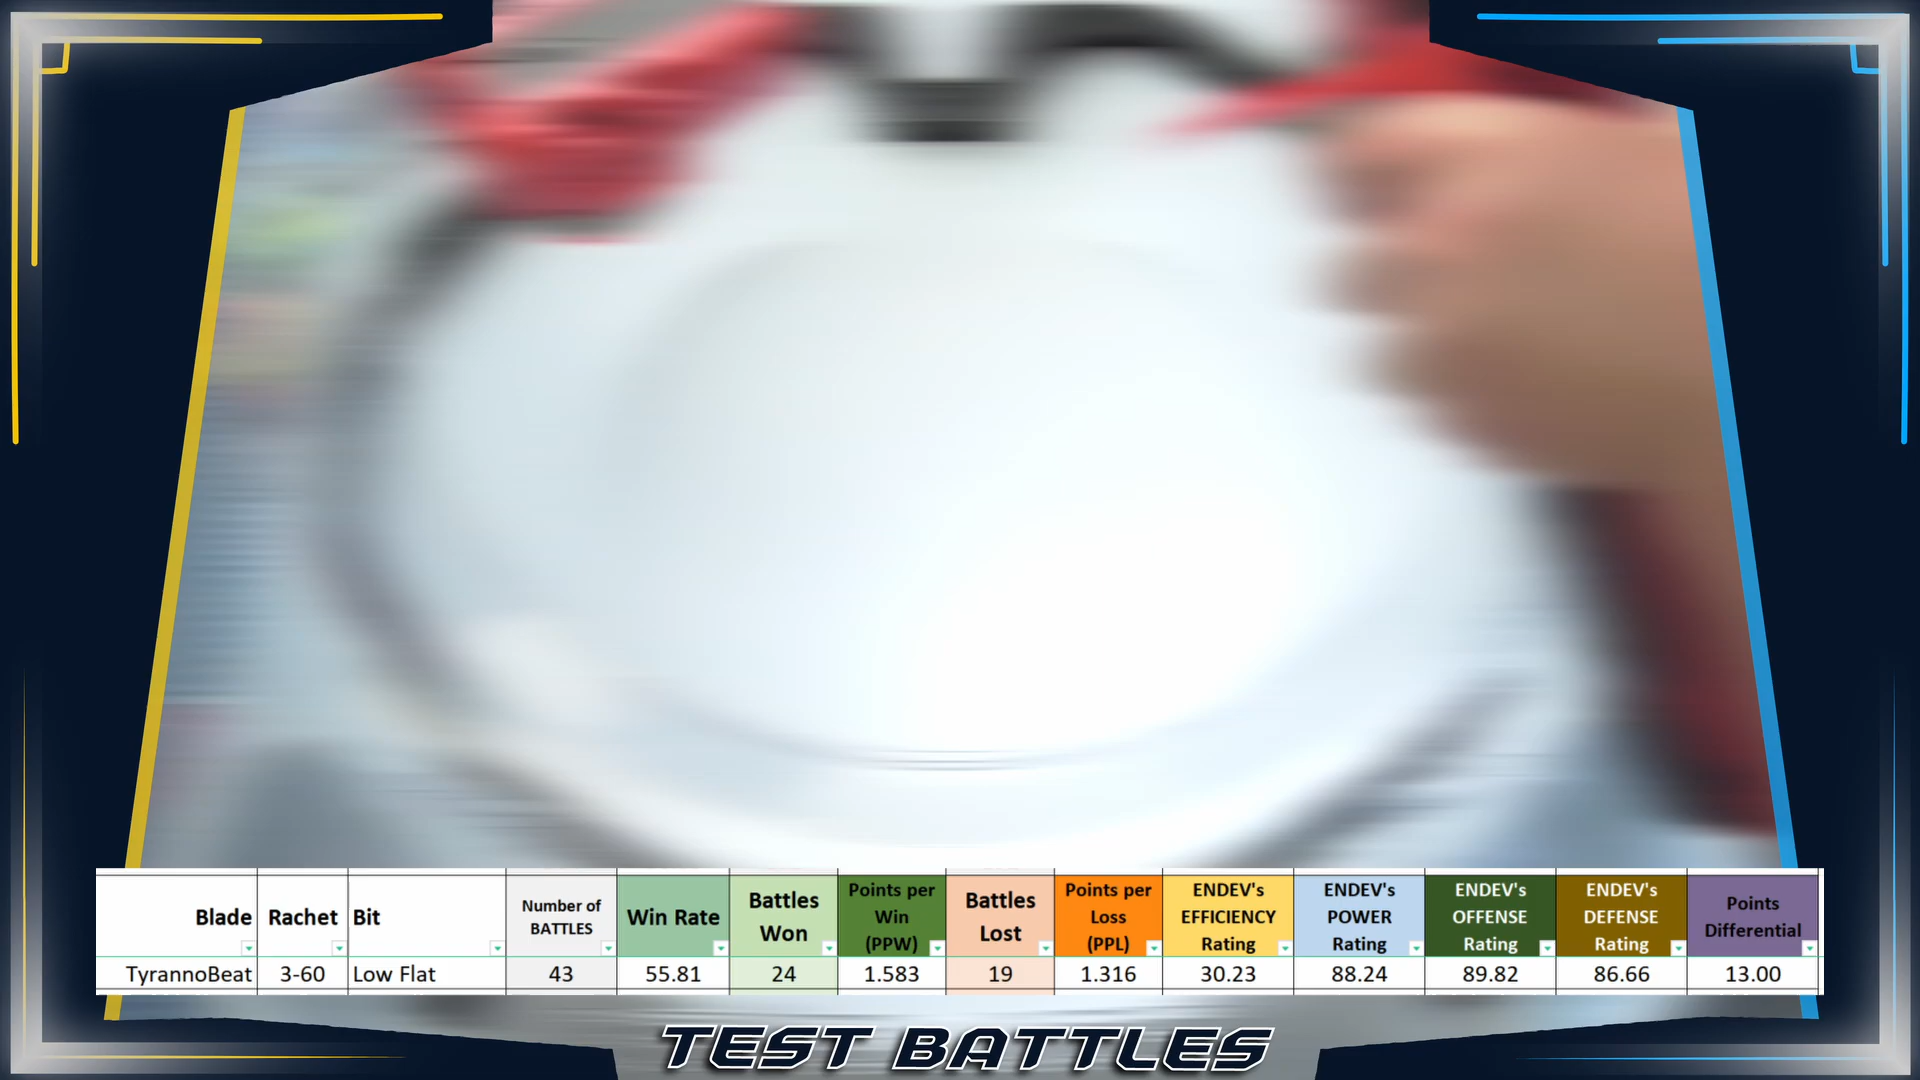 Blade Rachet Bit Number of BATTLES Win Rate Battles Won Points per Win (PPW) Battles Lost Points per Loss (PPL) ENDEV's EFFICIENCY Rating ENDEV's POWER Rating ENDEV's OFFENSE Rating ENDEV's DEFENSE Rating Points Differential
TyrannoBeat 3-60 Low Flat 43 55.81 24 1.583 19 1.316 30.23 88.24 89.82 86.66 13.00
TEST BATTLES